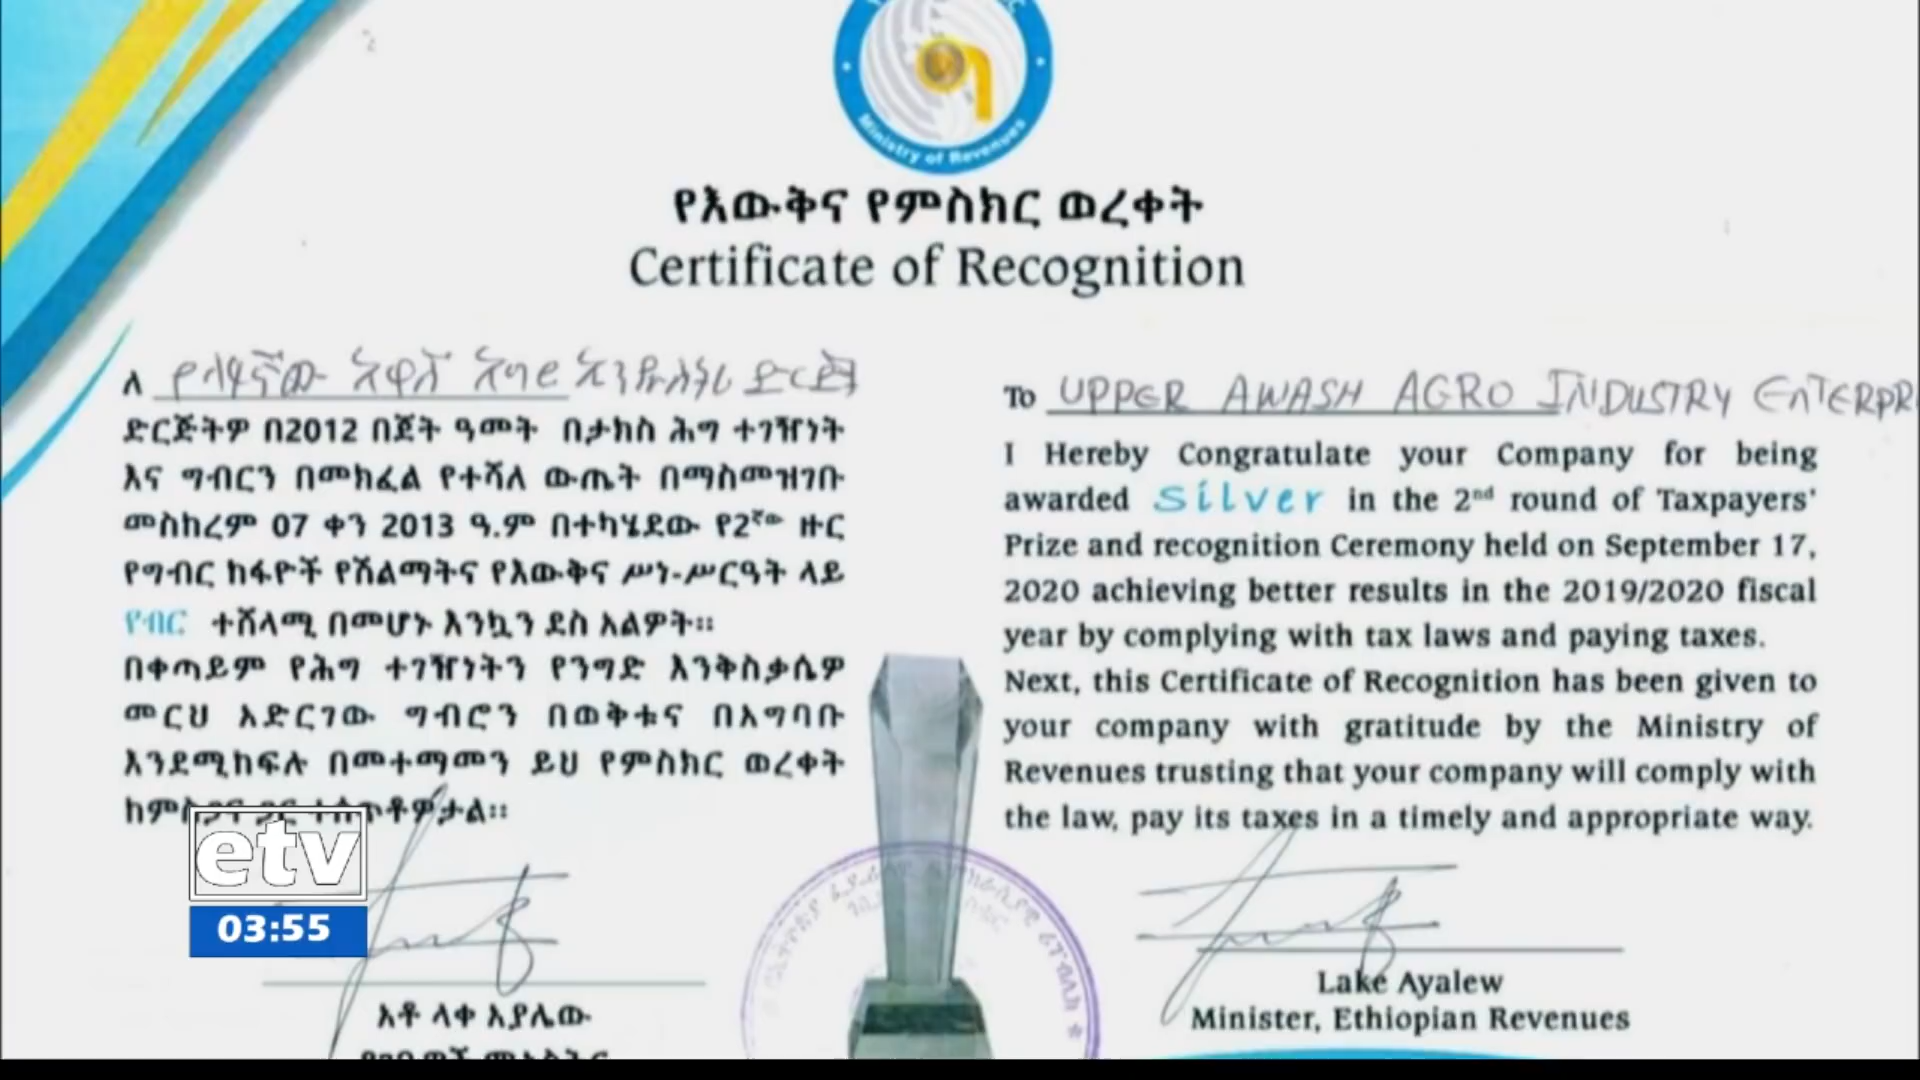 Ministry of Revenues
የእውቅና የምስክር ወረቀት
Certificate of Recognition
ለ የላይኛው አዋሽ አግሮ ኢንዱስትሪ ድርጅት
ድርጅትዎ በ2012 በጀት ዓመት በታክስ ሕግ ተገዥነት
እና ግብርን በመክፈል የተሻለ ውጤት በማስመዝገቡ
መስከረም 07 ቀን 2013 ዓ.ም በተካሄደው የ2ኛው ዙር
የግብር ከፋዮች የሽልማትና የእውቅና ሥነ-ሥርዓት ላይ
የብር ተሸላሚ በመሆኑ እንኳን ደስ አልዎት፡፡
በቀጣይም የሕግ ተገዥነትን የንግድ እንቅስቃሴዎ
መርህ አድርገው ግብሮን በወቅቱና በአግባቡ
እንደሚከፍሉ በመተማመን ይህ የምስክር ወረቀት
ከምስጋና ጋር ተሰጥቶዎታል፡፡
አቶ ላቀ አያሌው
To UPPER AWASH AGRO INDUSTRY ENTERPR
I Hereby Congratulate your Company for being
awarded Silver in the 2nd round of Taxpayers'
Prize and recognition Ceremony held on September 17,
2020 achieving better results in the 2019/2020 fiscal
year by complying with tax laws and paying taxes.
Next, this Certificate of Recognition has been given to
your company with gratitude by the Ministry of
Revenues trusting that your company will comply with
the law, pay its taxes in a timely and appropriate way.
Lake Ayalew
Minister, Ethiopian Revenues
etv
03:55